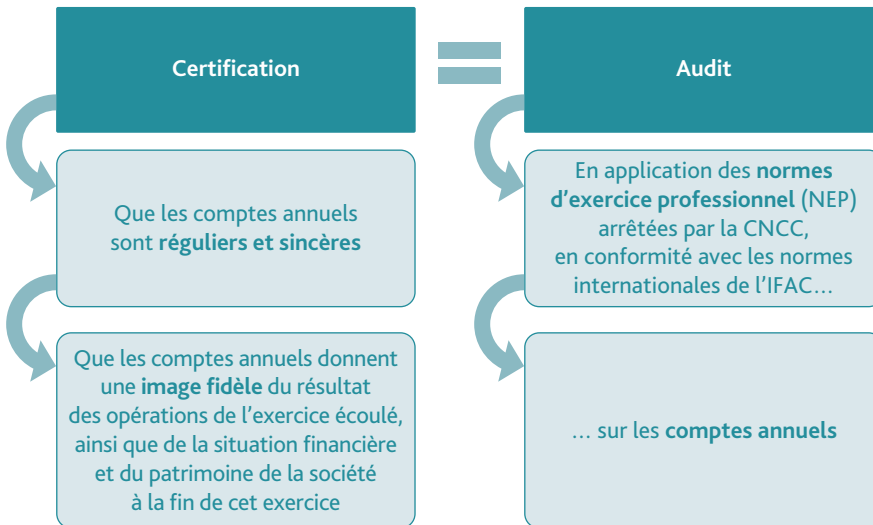 Certification
Que les comptes annuels
sont réguliers et sincères
Que les comptes annuels donnent
une image fidèle du résultat
des opérations de l'exercice écoulé,
ainsi que de la situation financière
et du patrimoine de la société
à la fin de cet exercice
Audit
En application des normes
d'exercice professionnel (NEP)
arrêtées par la CNCC,
en conformité avec les normes
internationales de l'IFAC…
… sur les comptes annuels